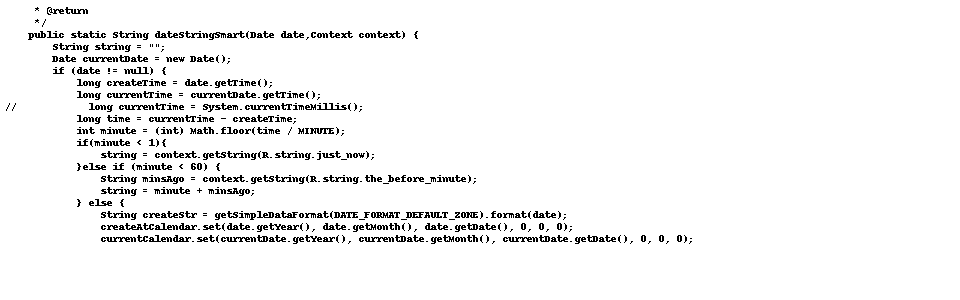 * @return
     */
    public static String dateStringSmart(Date date,Context context) {
        String string = "";
        Date currentDate = new Date();
        if (date != null) {
            long createTime = date.getTime();
            long currentTime = currentDate.getTime();
//            long currentTime = System.currentTimeMillis();
            long time = currentTime - createTime;
            int minute = (int) Math.floor(time / MINUTE);
            if(minute < 1){
                string = context.getString(R.string.just_now);
            }else if (minute < 60) {
                String minsAgo = context.getString(R.string.the_before_minute);
                string = minute + minsAgo;
            } else {
                String createStr = getSimpleDataFormat(DATE_FORMAT_DEFAULT_ZONE).format(date);
                createAtCalendar.set(date.getYear(), date.getMonth(), date.getDate(), 0, 0, 0);
                currentCalendar.set(currentDate.getYear(), currentDate.getMonth(), currentDate.getDate(), 0, 0, 0);